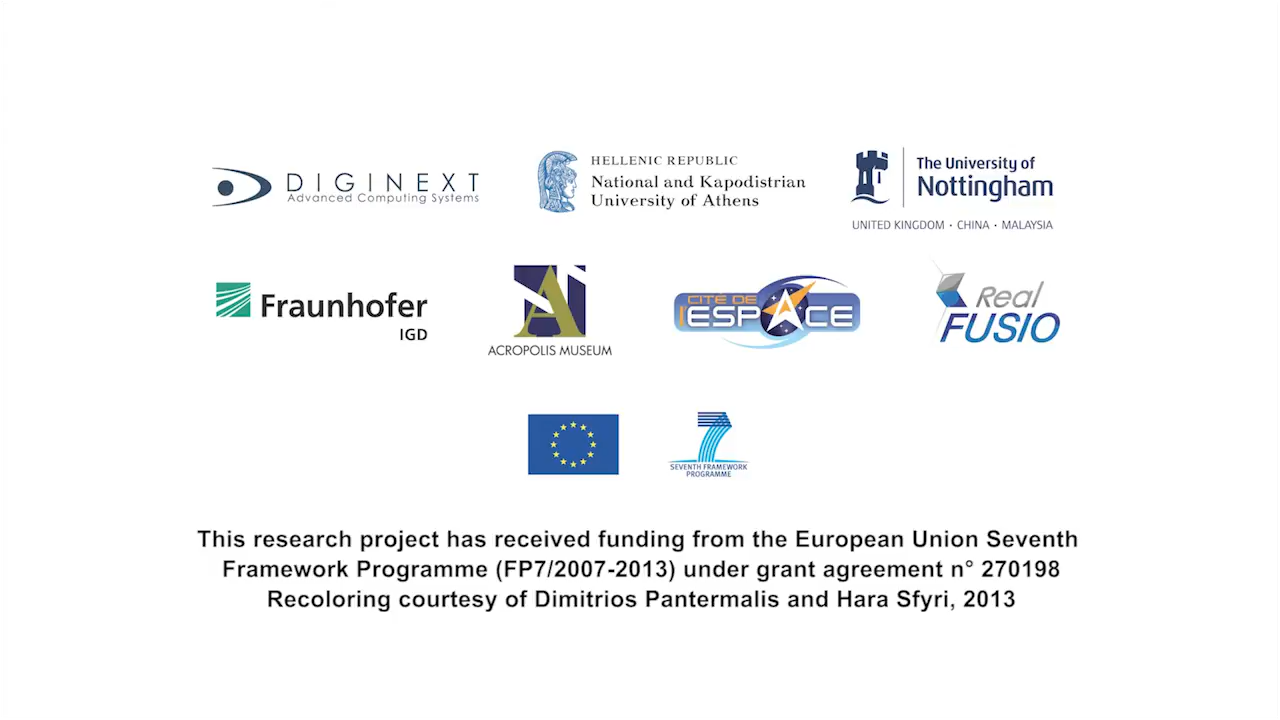 DIGINEXT
Advanced Computing Systems
HELLENIC REPUBLIC
National and Kapodistrian
University of Athens
The University of
Nottingham
UNITED KINGDOM · CHINA · MALAYSIA
Fraunhofer
IGD
A
ACROPOLIS MUSEUM
CITÉ DE
l'ESPACE
Real
FUSIO
7
SEVENTH FRAMEWORK
PROGRAMME
This research project has received funding from the European Union Seventh
Framework Programme (FP7/2007-2013) under grant agreement n° 270198
Recoloring courtesy of Dimitrios Pantermalis and Hara Sfyri, 2013